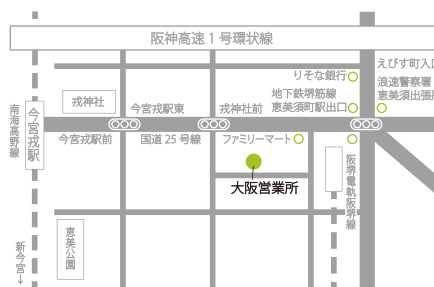 阪神高速1号環状線
えびす町入口
りそな銀行
浪速警察署
恵美須出張所
地下鉄堺筋線
恵美須町駅出口
戎神社
今宮戎駅東
戎神社前
南海高野線
今宮戎駅
今宮戎駅前
国道25号線
ファミリーマート
大阪営業所
阪堺電軌阪堺線
恵美公園
新今宮→